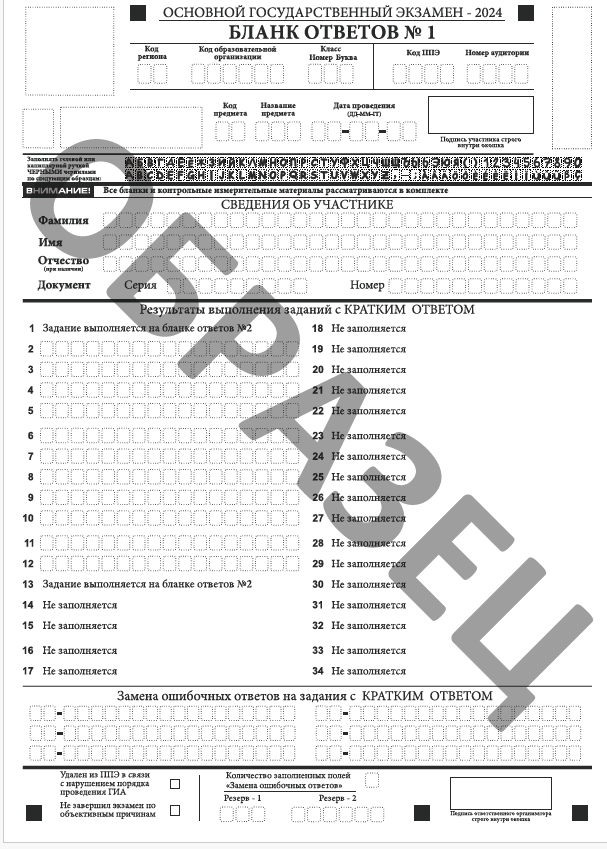 ОСНОВНОЙ ГОСУДАРСТВЕННЫЙ ЭКЗАМЕН - 2024
БЛАНК ОТВЕТОВ № 1
Код региона
Код образовательной организации
Класс
Номер Буква
Код ППЭ
Номер аудитории
Код предмета
Название предмета
Дата проведения
(ДД-ММ-ГГ)
Подпись участника строго внутри окошка
Заполнять гелевой или
капиллярной ручкой
ЧЕРНЫМИ чернилами
по следующим образцам:
ВНИМАНИЕ! Все бланки и контрольные измерительные материалы рассматриваются в комплекте
СВЕДЕНИЯ ОБ УЧАСТНИКЕ
Фамилия
Имя
Отчество
(при наличии)
Документ Серия Номер
Результаты выполнения заданий с КРАТКИМ ОТВЕТОМ
1 Задание выполняется на бланке ответов №2 18 Не заполняется
2 19 Не заполняется
3 20 Не заполняется
4 21 Не заполняется
5 22 Не заполняется
6 23 Не заполняется
7 24 Не заполняется
8 25 Не заполняется
9 26 Не заполняется
10 27 Не заполняется
11 28 Не заполняется
12 29 Не заполняется
13 Задание выполняется на бланке ответов №2 30 Не заполняется
14 Не заполняется 31 Не заполняется
15 Не заполняется 32 Не заполняется
16 Не заполняется 33 Не заполняется
17 Не заполняется 34 Не заполняется
ОБРАЗЕЦ
Замена ошибочных ответов на задания с КРАТКИМ ОТВЕТОМ
Удален из ППЭ в связи
с нарушением порядка
проведения ГИА
Не завершил экзамен по
объективным причинам
Количество заполненных полей
«Замена ошибочных ответов»
Резерв - 1 Резерв - 2
Подпись ответственного организатора
строго внутри окошка